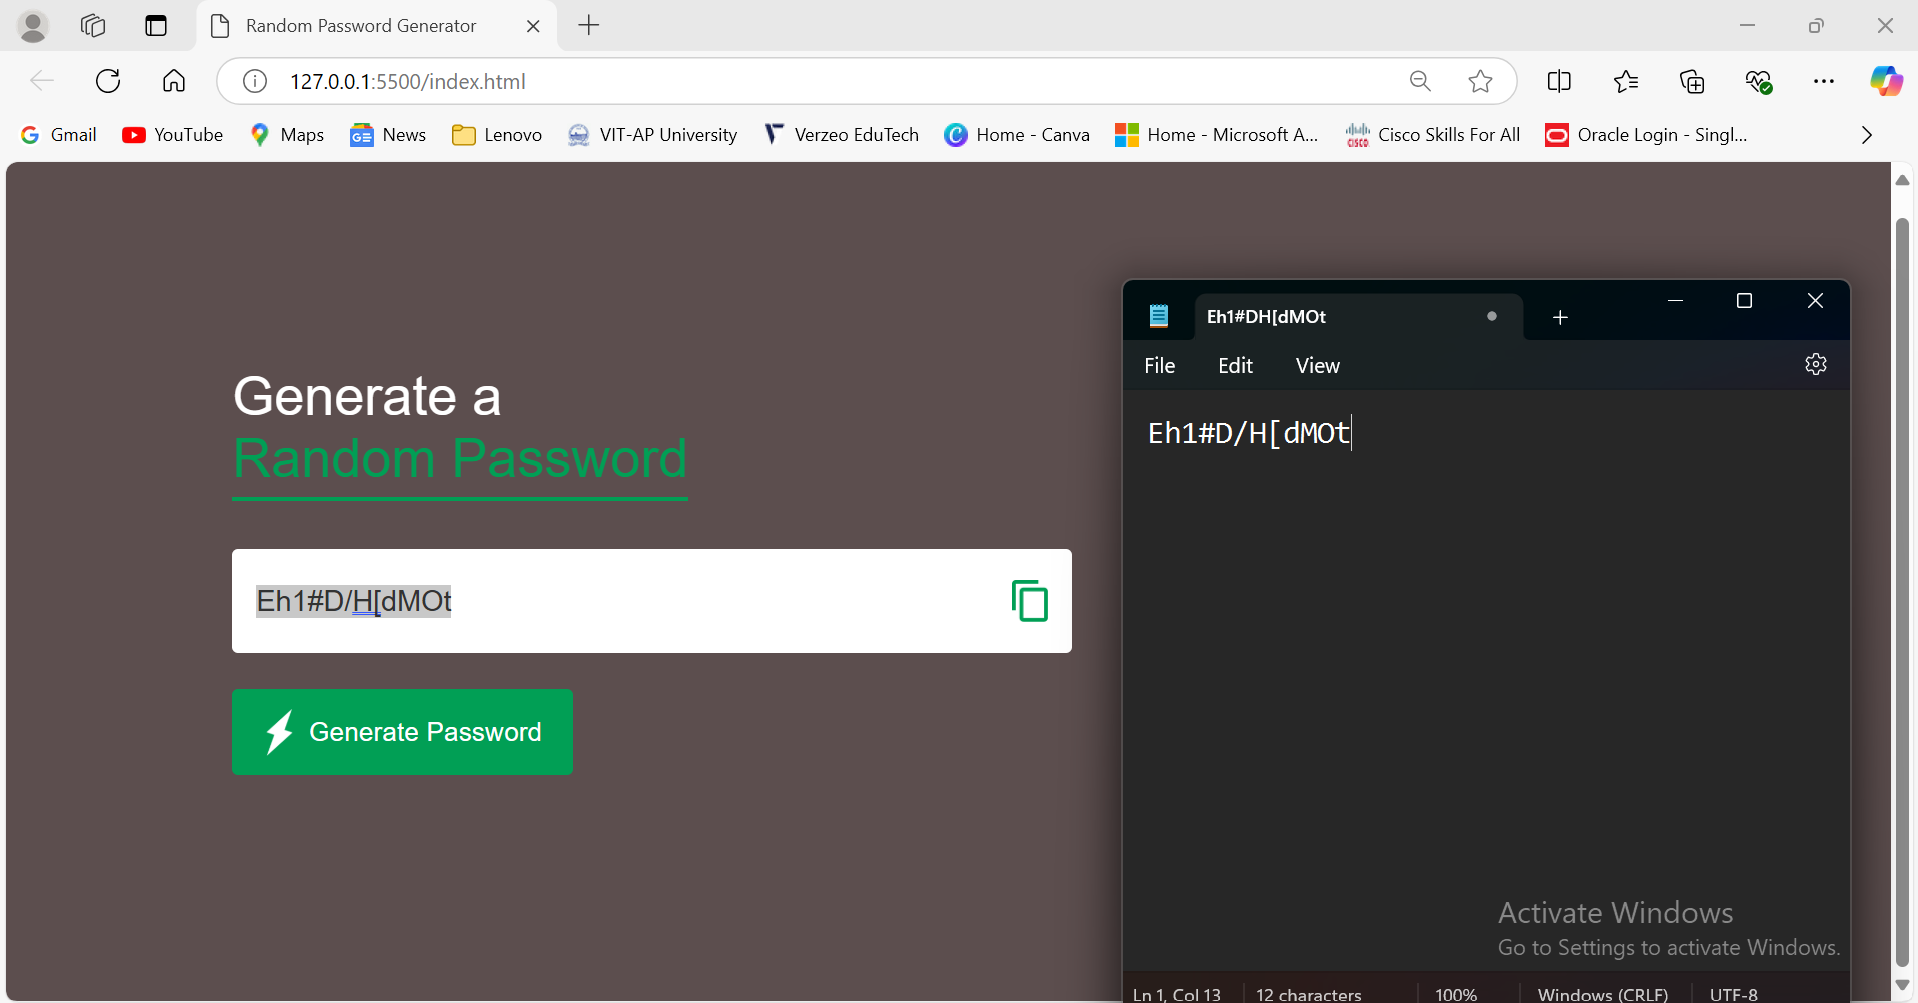 Random Password Generator
127.0.0.1:5500/index.html
Gmail YouTube Maps News Lenovo VIT-AP University Verzeo EduTech Home - Canva Home - Microsoft A... Cisco Skills For All Oracle Login - Singl...
Generate a
Random Password
Eh1#D/H[dMOt
Generate Password
Eh1#DH[dMOt
File Edit View
Eh1#D/H[dMOt
Activate Windows
Go to Settings to activate Windows.
Ln 1, Col 13 12 characters 100% Windows (CRLF) UTF-8